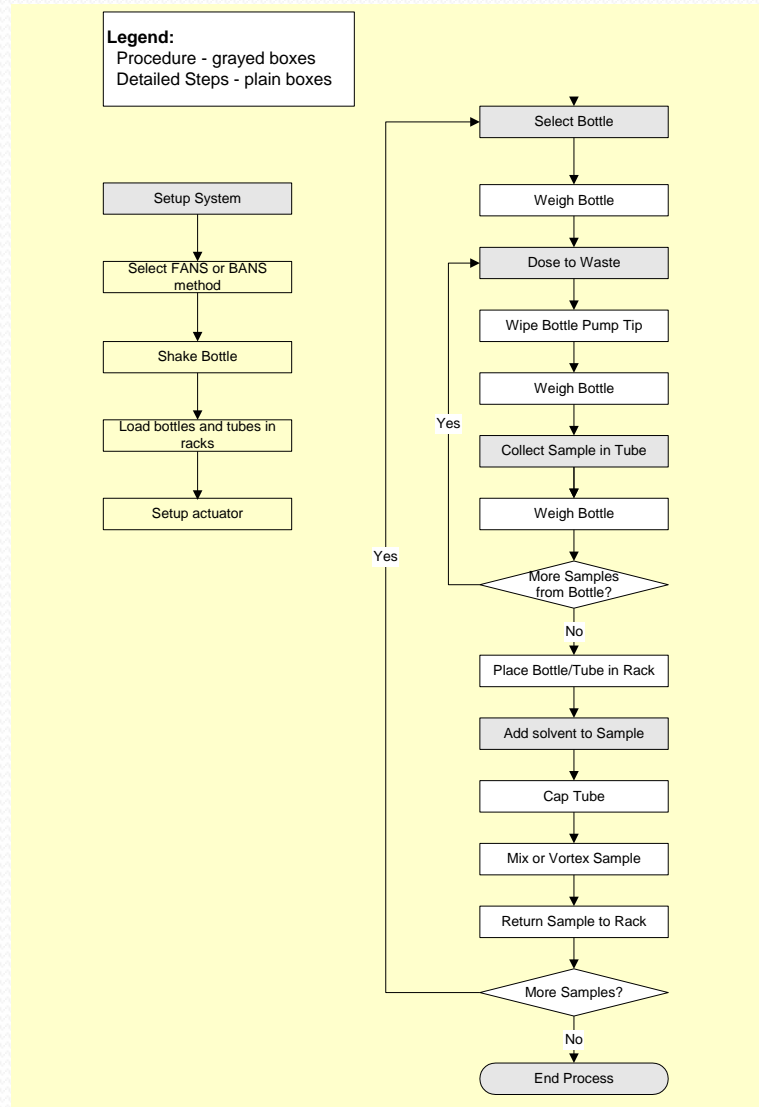 Legend:
Procedure - grayed boxes
Detailed Steps - plain boxes
Setup System
Select FANS or BANS
method
Shake Bottle
Load bottles and tubes in
racks
Setup actuator
Select Bottle
Weigh Bottle
Dose to Waste
Wipe Bottle Pump Tip
Weigh Bottle
Yes
Collect Sample in Tube
Weigh Bottle
Yes
More Samples
from Bottle?
No
Place Bottle/Tube in Rack
Add solvent to Sample
Cap Tube
Mix or Vortex Sample
Return Sample to Rack
More Samples?
No
End Process